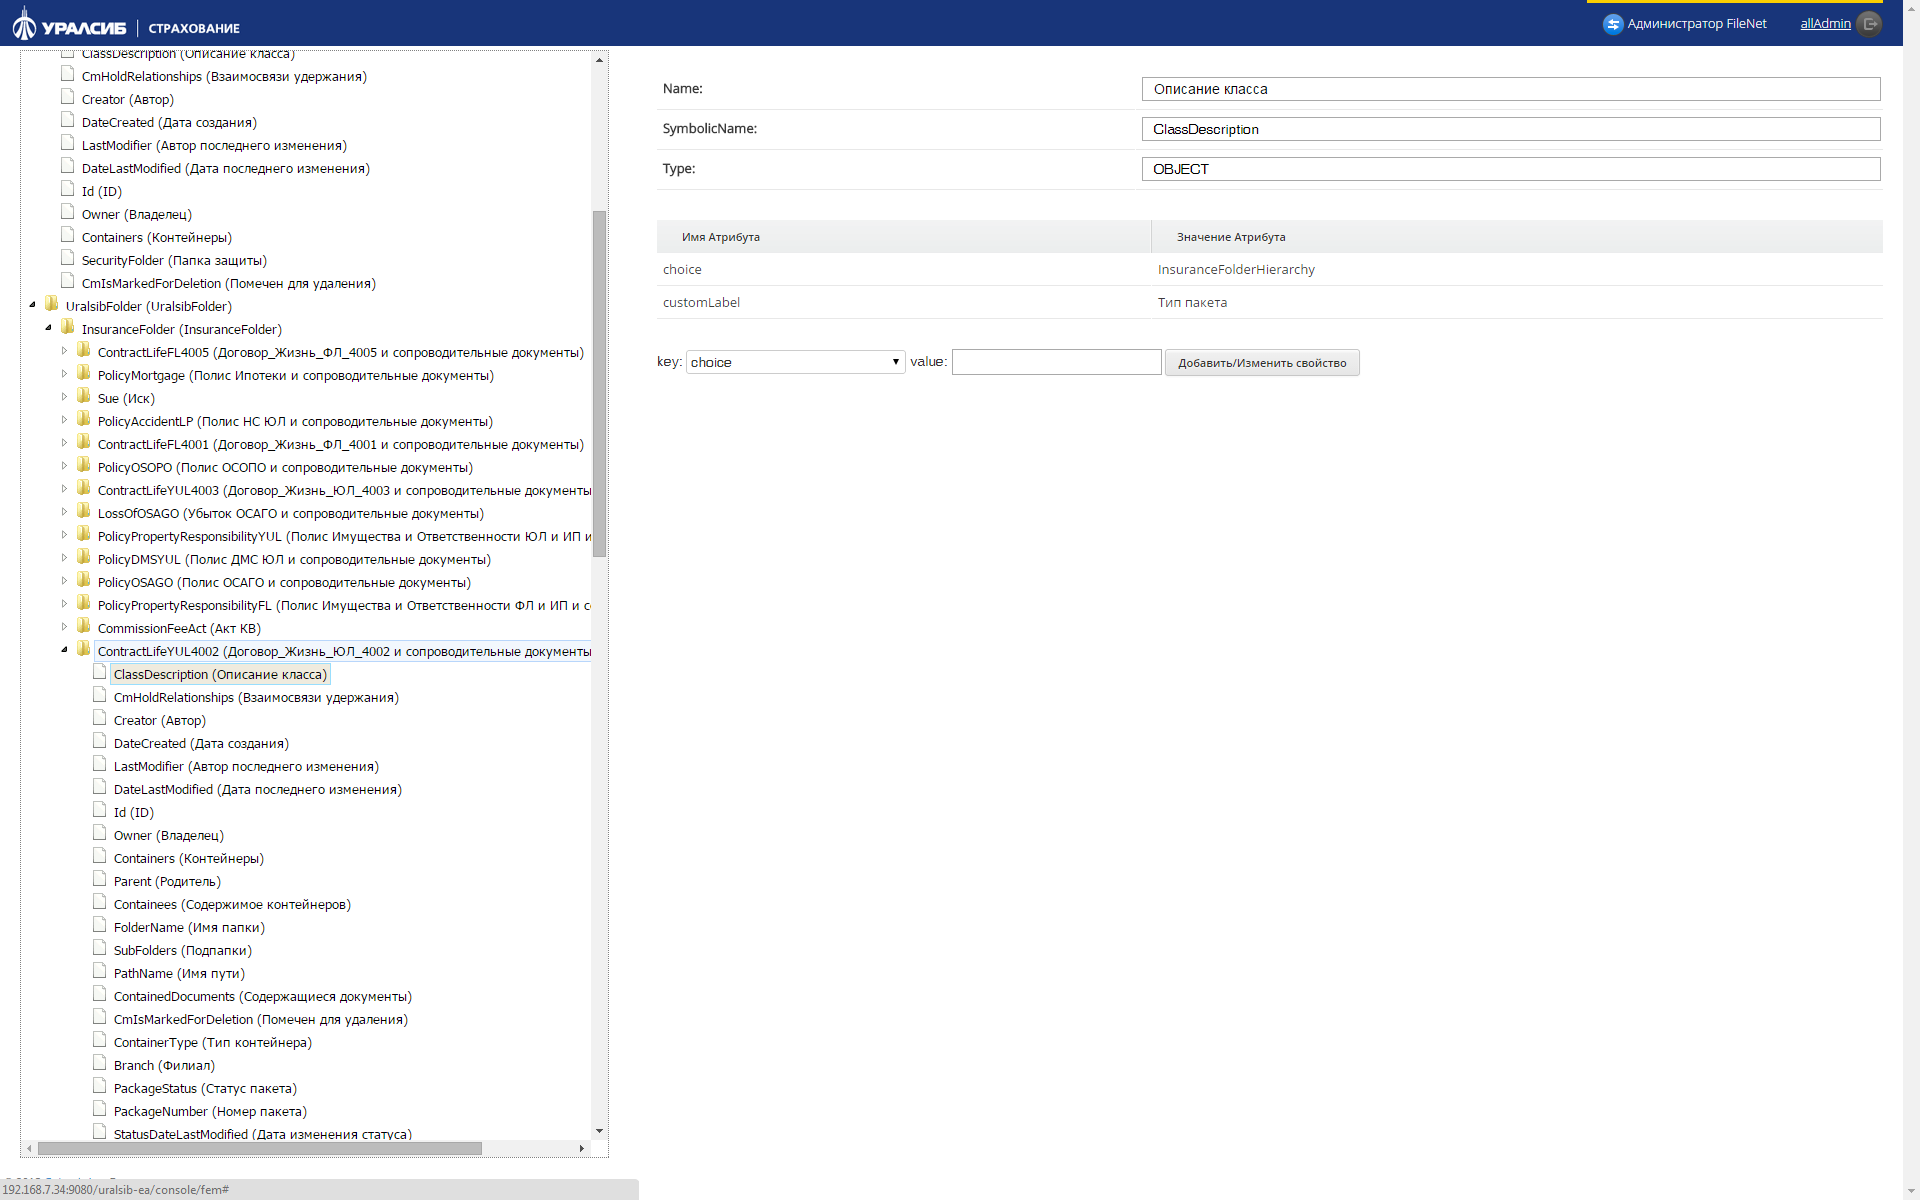 УРАЛСИБ | СТРАХОВАНИЕ
Администратор FileNet
allAdmin
ClassDescription (Описание класса)
CmHoldRelationships (Взаимосвязи удержания)
Creator (Автор)
DateCreated (Дата создания)
LastModifier (Автор последнего изменения)
DateLastModified (Дата последнего изменения)
Id (ID)
Owner (Владелец)
Containers (Контейнеры)
SecurityFolder (Папка защиты)
CmIsMarkedForDeletion (Помечен для удаления)
UralsibFolder (UralsibFolder)
InsuranceFolder (InsuranceFolder)
ContractLifeFL4005 (Договор_Жизнь_ФЛ_4005 и сопроводительные документы)
PolicyMortgage (Полис Ипотеки и сопроводительные документы)
Sue (Иск)
PolicyAccidentLP (Полис НС ЮЛ и сопроводительные документы)
ContractLifeFL4001 (Договор_Жизнь_ФЛ_4001 и сопроводительные документы)
PolicyOSOPO (Полис ОСОПО и сопроводительные документы)
ContractLifeYUL4003 (Договор_Жизнь_ЮЛ_4003 и сопроводительные документы
LossOfOSAGO (Убыток ОСАГО и сопроводительные документы)
PolicyPropertyResponsibilityYUL (Полис Имущества и Ответственности ЮЛ и ИП и
PolicyDMSYUL (Полис ДМС ЮЛ и сопроводительные документы)
PolicyOSAGO (Полис ОСАГО и сопроводительные документы)
PolicyPropertyResponsibilityFL (Полис Имущества и Ответственности ФЛ и ИП и с
CommissionFeeAct (Акт КВ)
ContractLifeYUL4002 (Договор_Жизнь_ЮЛ_4002 и сопроводительные документы
ClassDescription (Описание класса)
CmHoldRelationships (Взаимосвязи удержания)
Creator (Автор)
DateCreated (Дата создания)
LastModifier (Автор последнего изменения)
DateLastModified (Дата последнего изменения)
Id (ID)
Owner (Владелец)
Containers (Контейнеры)
Parent (Родитель)
Containees (Содержимое контейнеров)
FolderName (Имя папки)
SubFolders (Подпапки)
PathName (Имя пути)
ContainedDocuments (Содержащиеся документы)
CmIsMarkedForDeletion (Помечен для удаления)
ContainerType (Тип контейнера)
Branch (Филиал)
PackageStatus (Статус пакета)
PackageNumber (Номер пакета)
StatusDateLastModified (Дата изменения статуса)
Name: Описание класса
SymbolicName: ClassDescription
Type: OBJECT
Имя Атрибута Значение Атрибута
choice InsuranceFolderHierarchy
customLabel Тип пакета
key: choice value: Добавить/Изменить свойство
192.168.7.34:9080/uralsib-ea/console/fem#